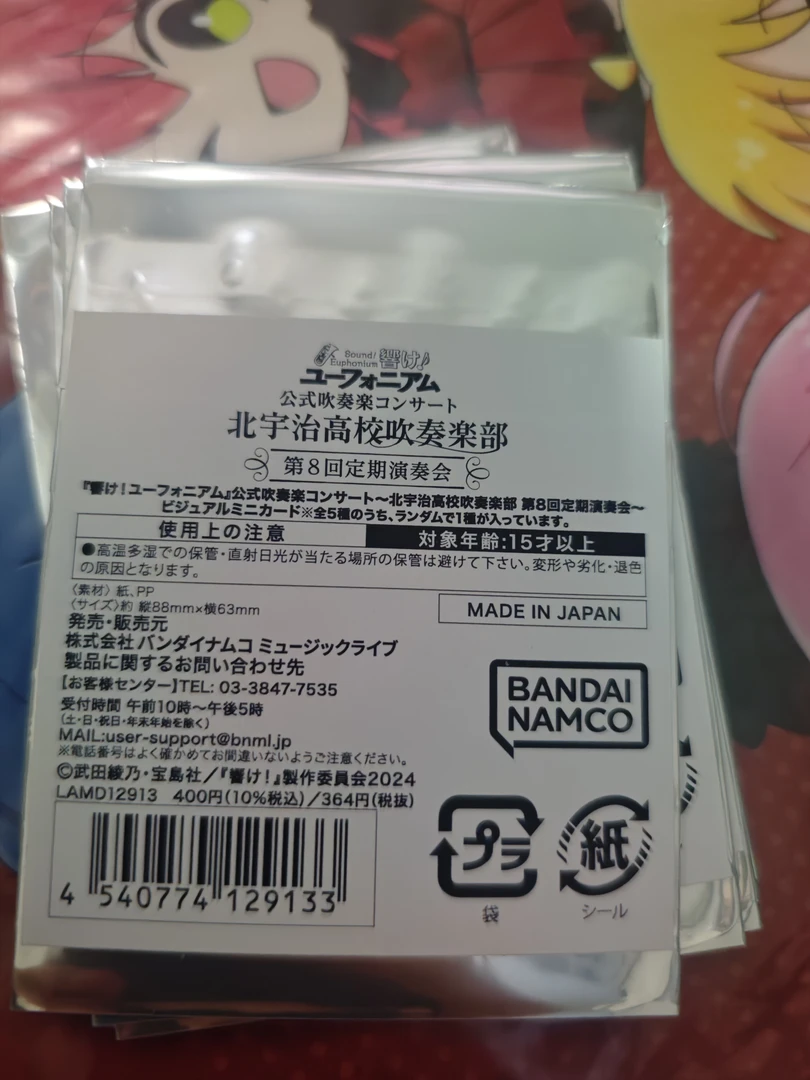 Sound! Euphonium 響け!
ユーフォニアム
公式吹奏楽コンサート
北宇治高校吹奏楽部
第8回定期演奏会
『響け!ユーフォニアム』公式吹奏楽コンサート〜北宇治高校吹奏楽部 第8回定期演奏会〜
ビジュアルミニカード※全5種のうち、ランダムで1種が入っています。
使用上の注意
対象年齢:15才以上
●高温多湿での保管・直射日光が当たる場所の保管は避けて下さい。変形や劣化・退色
の原因となります。
〈素材〉紙、PP
〈サイズ〉約 縦88mm×横63mm
MADE IN JAPAN
発売・販売元
株式会社 バンダイナムコ ミュージックライブ
製品に関するお問い合わせ先
【お客様センター】TEL: 03-3847-7535
受付時間 午前10時〜午後5時
(土・日・祝日・年末年始を除く)
MAIL:user-support@bnml.jp
※電話番号はよく確かめてお間違いないようご注意ください。
BANDAI
NAMCO
©武田綾乃・宝島社/『響け!』製作委員会2024
LAMD12913 400円(10%税込)/364円(税抜)
4 540774 129133
プラ
袋
紙
シール